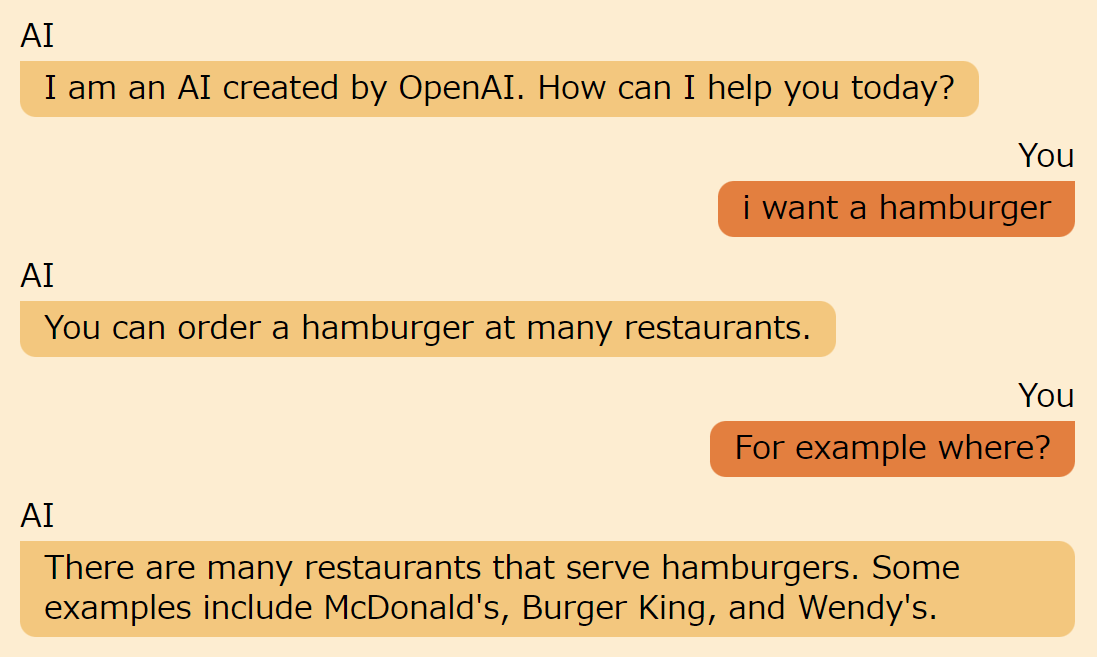 AI
I am an AI created by OpenAI. How can I help you today?
You
i want a hamburger
AI
You can order a hamburger at many restaurants.
You
For example where?
AI
There are many restaurants that serve hamburgers. Some
examples include McDonald's, Burger King, and Wendy's.